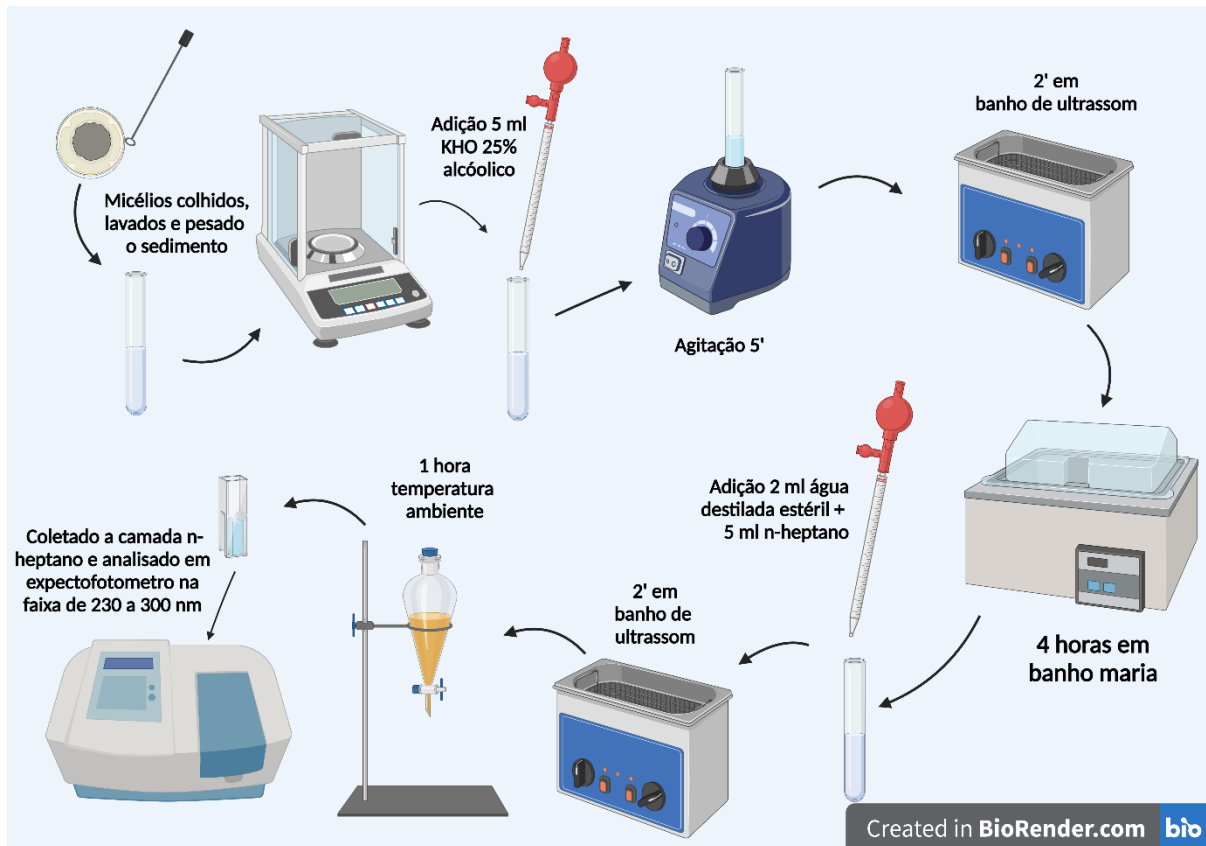 Micélios colhidos,
lavados e pesado
o sedimento
Adição 5 ml
KHO 25%
alcóolico
Agitação 5'
2' em
banho de ultrassom
4 horas em
banho maria
Adição 2 ml água
destilada estéril +
5 ml n-heptano
2' em
banho de
ultrassom
1 hora
temperatura
ambiente
Coletado a camada n-
heptano e analisado em
expectofotometro na
faixa de 230 a 300 nm
Created in BioRender.com bio